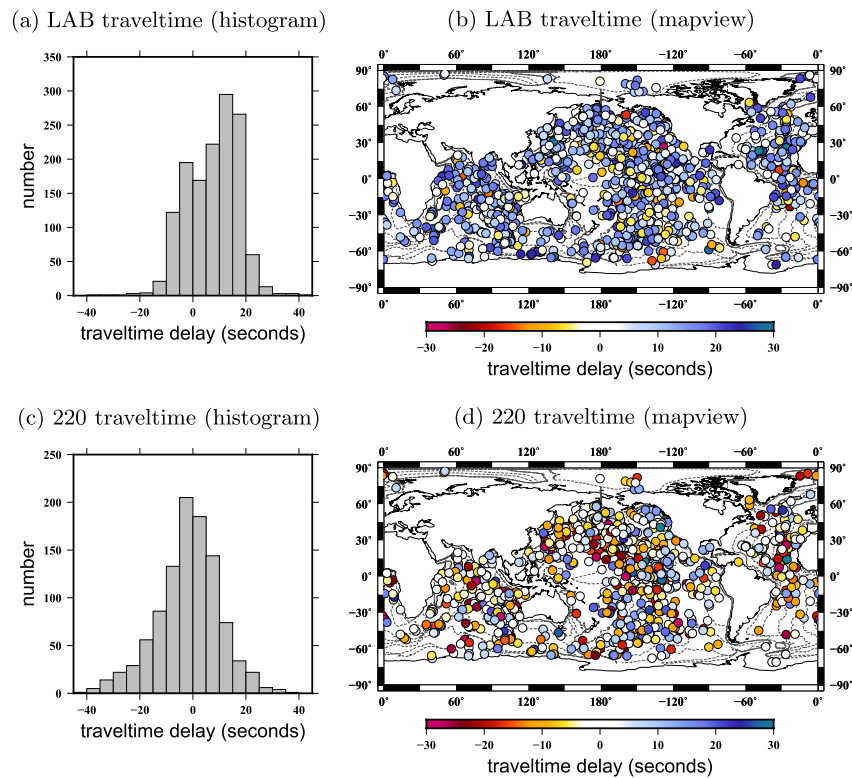 (a) LAB traveltime (histogram)
(b) LAB traveltime (mapview)
350
300
250
200
150
100
50
0
number
−40 −20 0 20 40
traveltime delay (seconds)
0° 60° 120° 180° −120° −60° 0°
90° 90°
60° 60°
30° 30°
0° 0°
−30° −30°
−60° −60°
−90° −90°
60° 120° 180° −120° −60° 0°
−30 −20 −10 0 10 20 30
traveltime delay (seconds)
(c) 220 traveltime (histogram)
(d) 220 traveltime (mapview)
250
200
150
100
50
0
number
−40 −20 0 20 40
traveltime delay (seconds)
0° 60° 120° 180° −120° −60° 0°
90° 90°
60° 60°
30° 30°
0° 0°
−30° −30°
−60° −60°
−90° −90°
60° 120° 180° −120° −60° 0°
−30 −20 −10 0 10 20 30
traveltime delay (seconds)